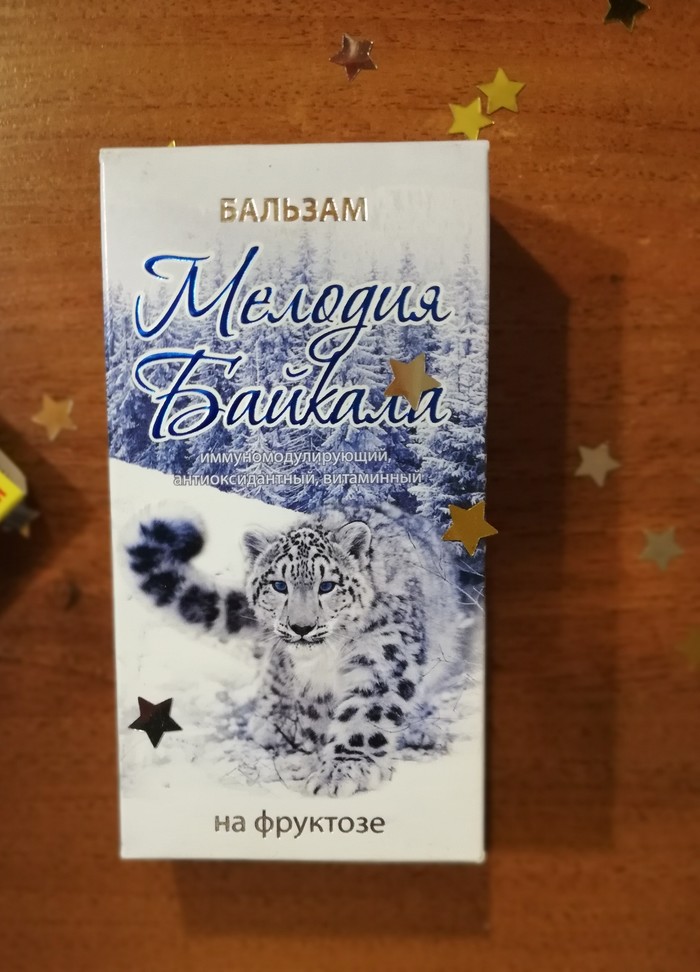 БАЛЬЗАМ
Мелодия
Байкала
иммуномодулирующий,
антиоксидантный, витаминный
на фруктозе